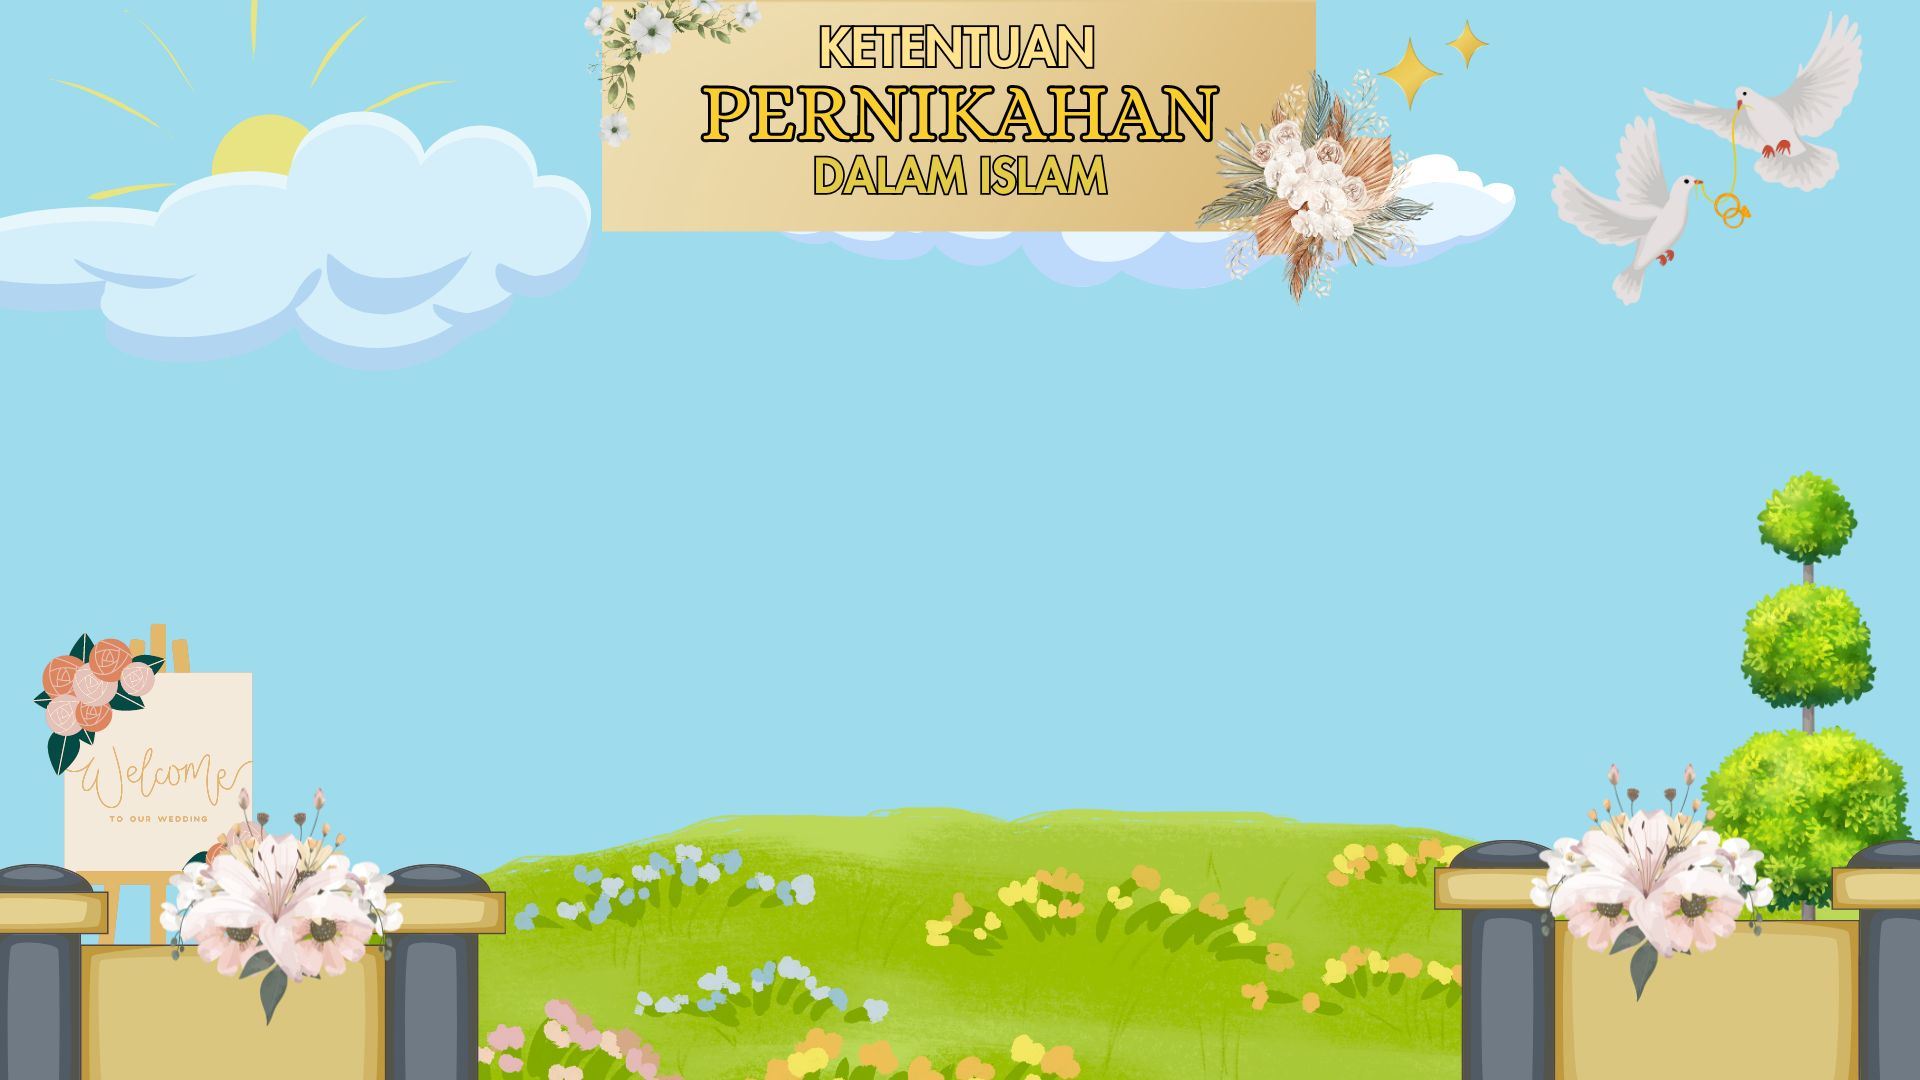 KETENTUAN
PERNIKAHAN
DALAM ISLAM
Welcome
TO OUR WEDDING